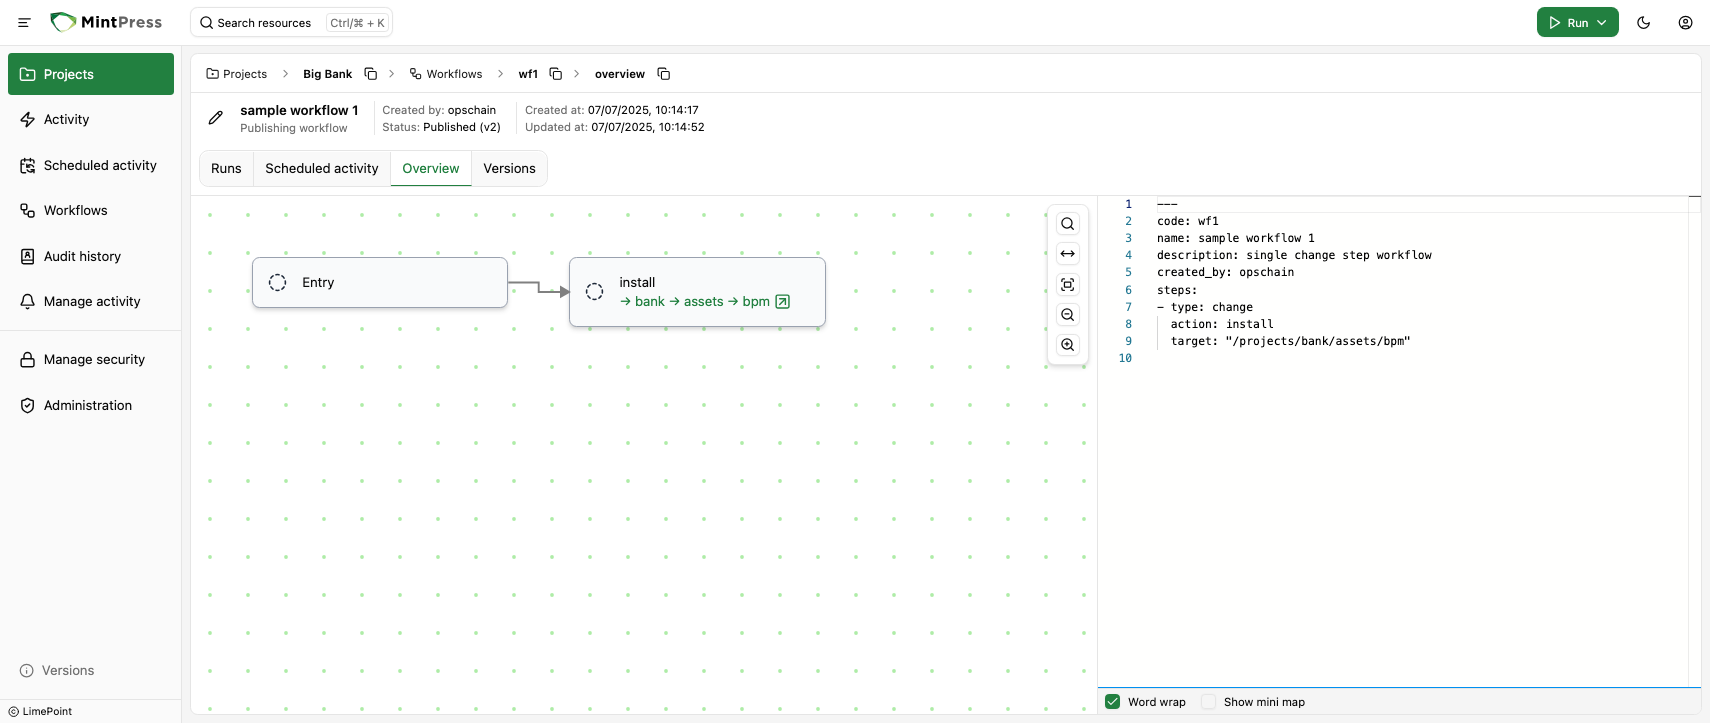 MintPress
Search resources Ctrl/⌘ + K
Run
Projects
Activity
Scheduled activity
Workflows
Audit history
Manage activity
Manage security
Administration
Versions
© LimePoint
Projects > Big Bank > Workflows > wf1 > overview
sample workflow 1
Publishing workflow
Created by: opschain
Status: Published (v2)
Created at: 07/07/2025, 10:14:17
Updated at: 07/07/2025, 10:14:52
Runs Scheduled activity Overview Versions
Entry
install
→ bank → assets → bpm
1 ---
2 code: wf1
3 name: sample workflow 1
4 description: single change step workflow
5 created_by: opschain
6 steps:
7 - type: change
8 action: install
9 target: "/projects/bank/assets/bpm"
10
Word wrap Show mini map